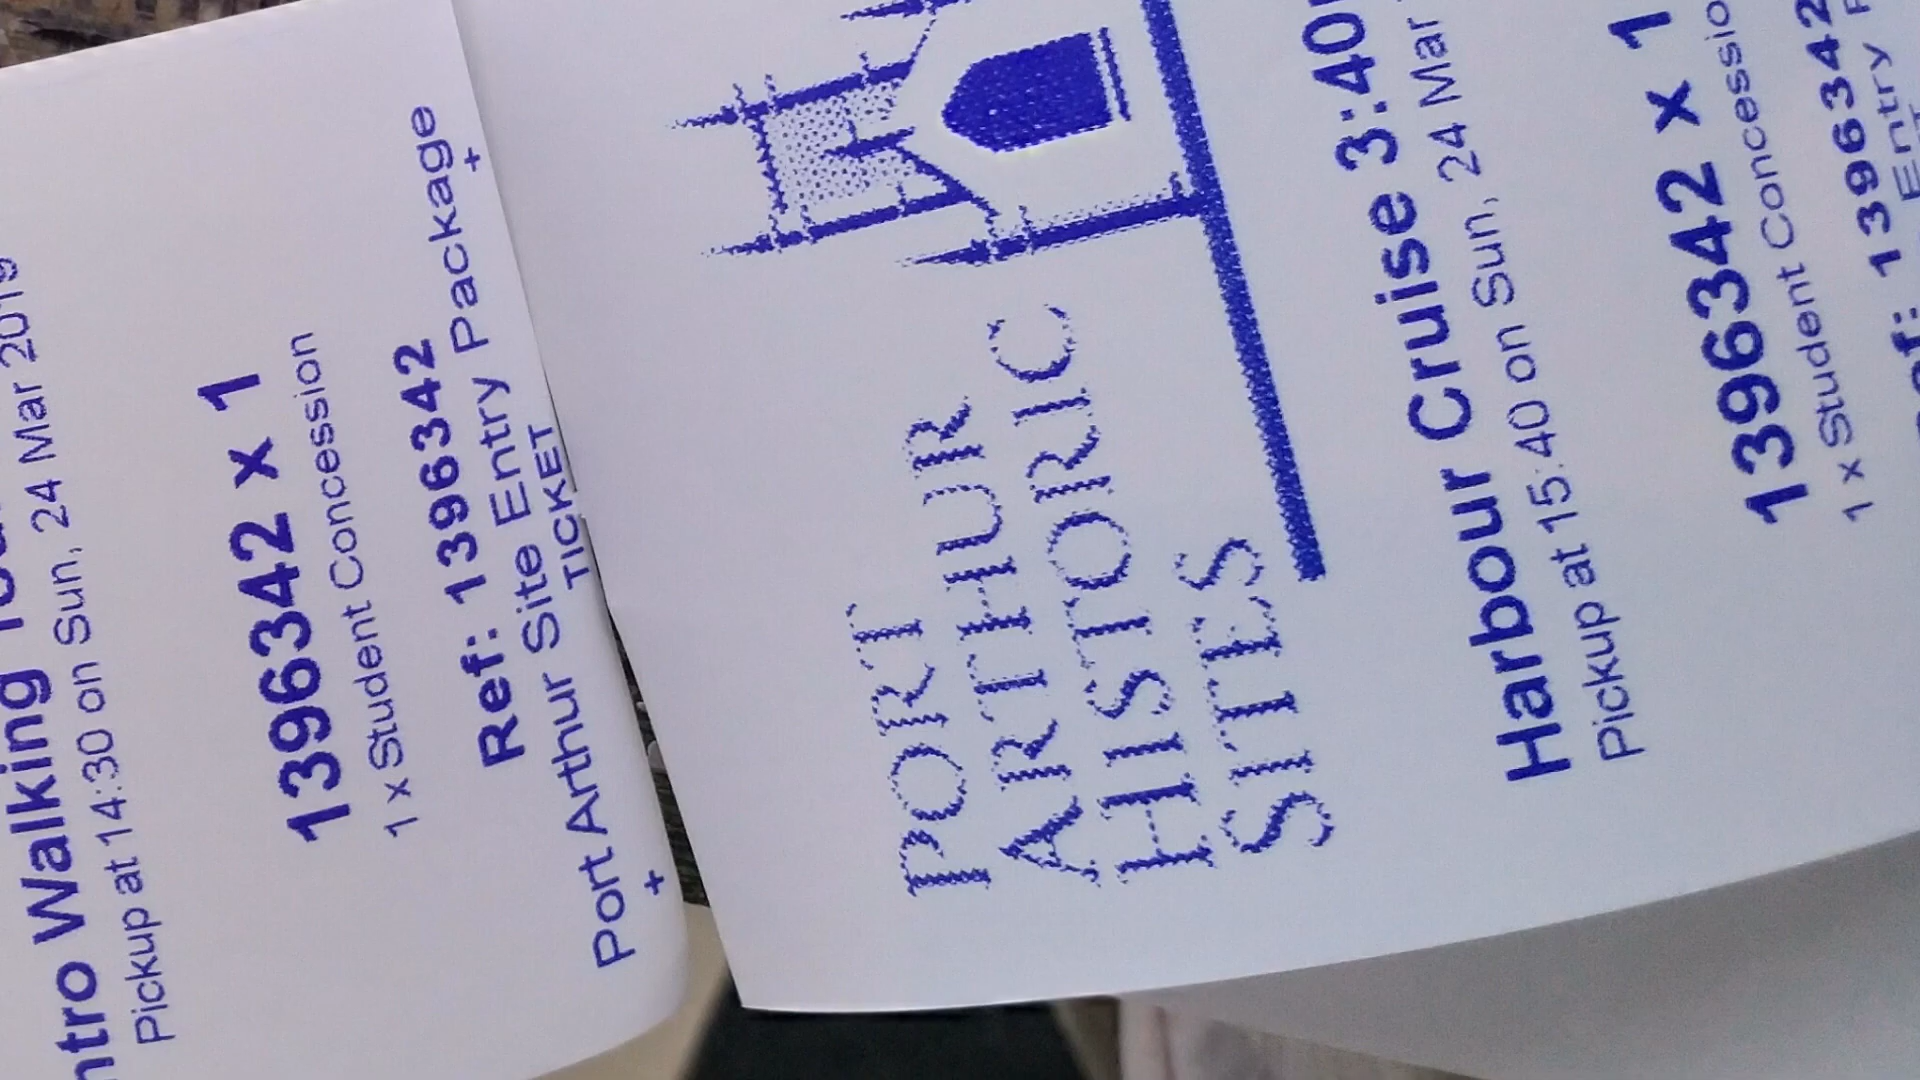 ntro Walking
Pickup at 14:30 on Sun, 24 Mar 2019
1396342 x 1
1 x Student Concession
Ref: 1396342
Port Arthur Site Entry Package
+ TICKET +
PORT
ARTHUR
HISTORIC
SITES
Harbour Cruise 3:40
Pickup at 15:40 on Sun, 24 Mar
1396342 x 1
1 x Student Concessio
1396342
Entry